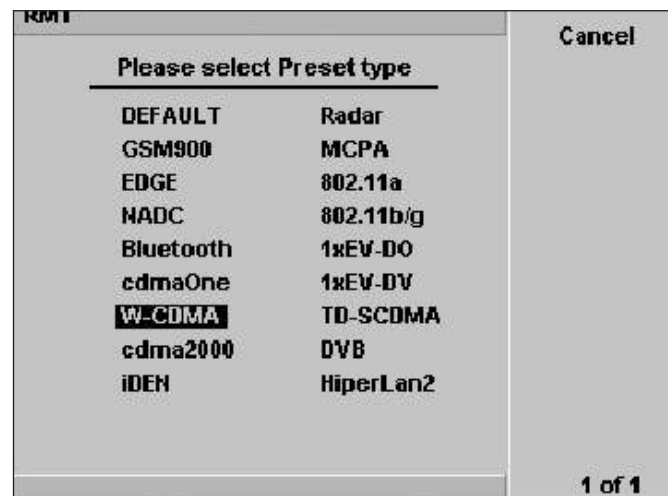 RMT
Cancel
Please select Preset type
DEFAULT Radar
GSM900 MCPA
EDGE 802.11a
NADC 802.11b/g
Bluetooth 1xEV-DO
cdmaOne 1xEV-DV
W-CDMA TD-SCDMA
cdma2000 DVB
iDEN HiperLan2
1 of 1